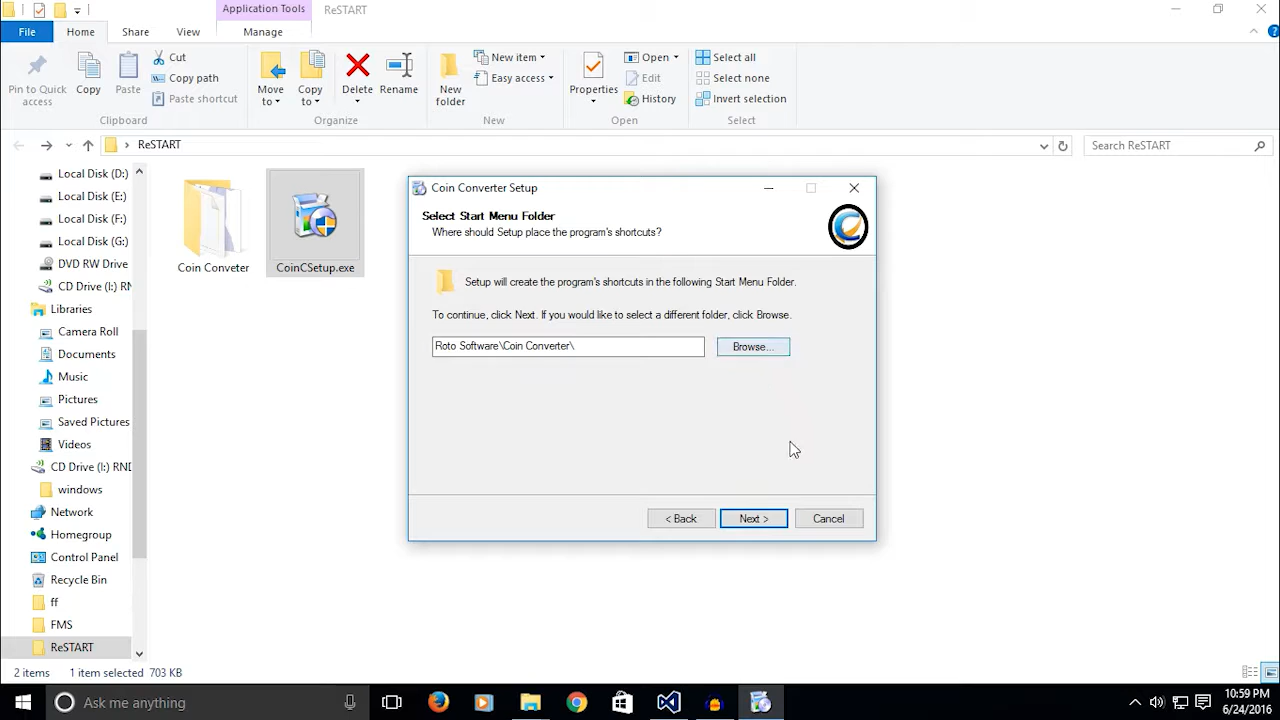 Application Tools
ReSTART
File
Home
Share
View
Manage
Pin to Quick access
Copy
Paste
Cut
Copy path
Paste shortcut
Move to
Copy to
Delete
Rename
New folder
New item
Easy access
Properties
Open
Edit
History
Select all
Select none
Invert selection
Clipboard
Organize
New
Open
Select
ReSTART
Search ReSTART
Local Disk (D:)
Local Disk (E:)
Local Disk (F:)
Local Disk (G:)
DVD RW Drive
CD Drive (I:) RN
Libraries
Camera Roll
Documents
Music
Pictures
Saved Pictures
Videos
CD Drive (I:) RND
windows
Network
Homegroup
Control Panel
Recycle Bin
ff
FMS
ReSTART
Coin Conveter
CoinCSetup.exe
Coin Converter Setup
Select Start Menu Folder
Where should Setup place the program's shortcuts?
Setup will create the program's shortcuts in the following Start Menu Folder.
To continue, click Next. If you would like to select a different folder, click Browse.
Roto Software\Coin Converter\
Browse...
< Back
Next >
Cancel
2 items
1 item selected 703 KB
Ask me anything
10:59 PM
6/24/2016